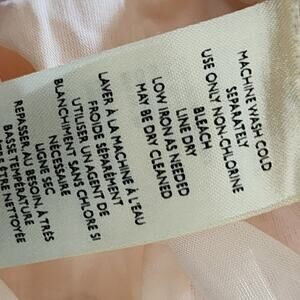 MACHINE WASH COLD
SEPARATELY
USE ONLY NON-CHLORINE
BLEACH
LINE DRY
LOW IRON AS NEEDED
MAY BE DRY CLEANED
LAVER À LA MACHINE À L'EAU
FROIDE SÉPARÉMENT
UTILISER UN AGENT DE
BLANCHIMENT SANS CHLORE SI
NÉCESSAIRE
LIGNE SEC
REPASSER, AU BESOIN À TRÈS
BASSE TEMPÉRATURE
ÊTRE NETTOYÉE